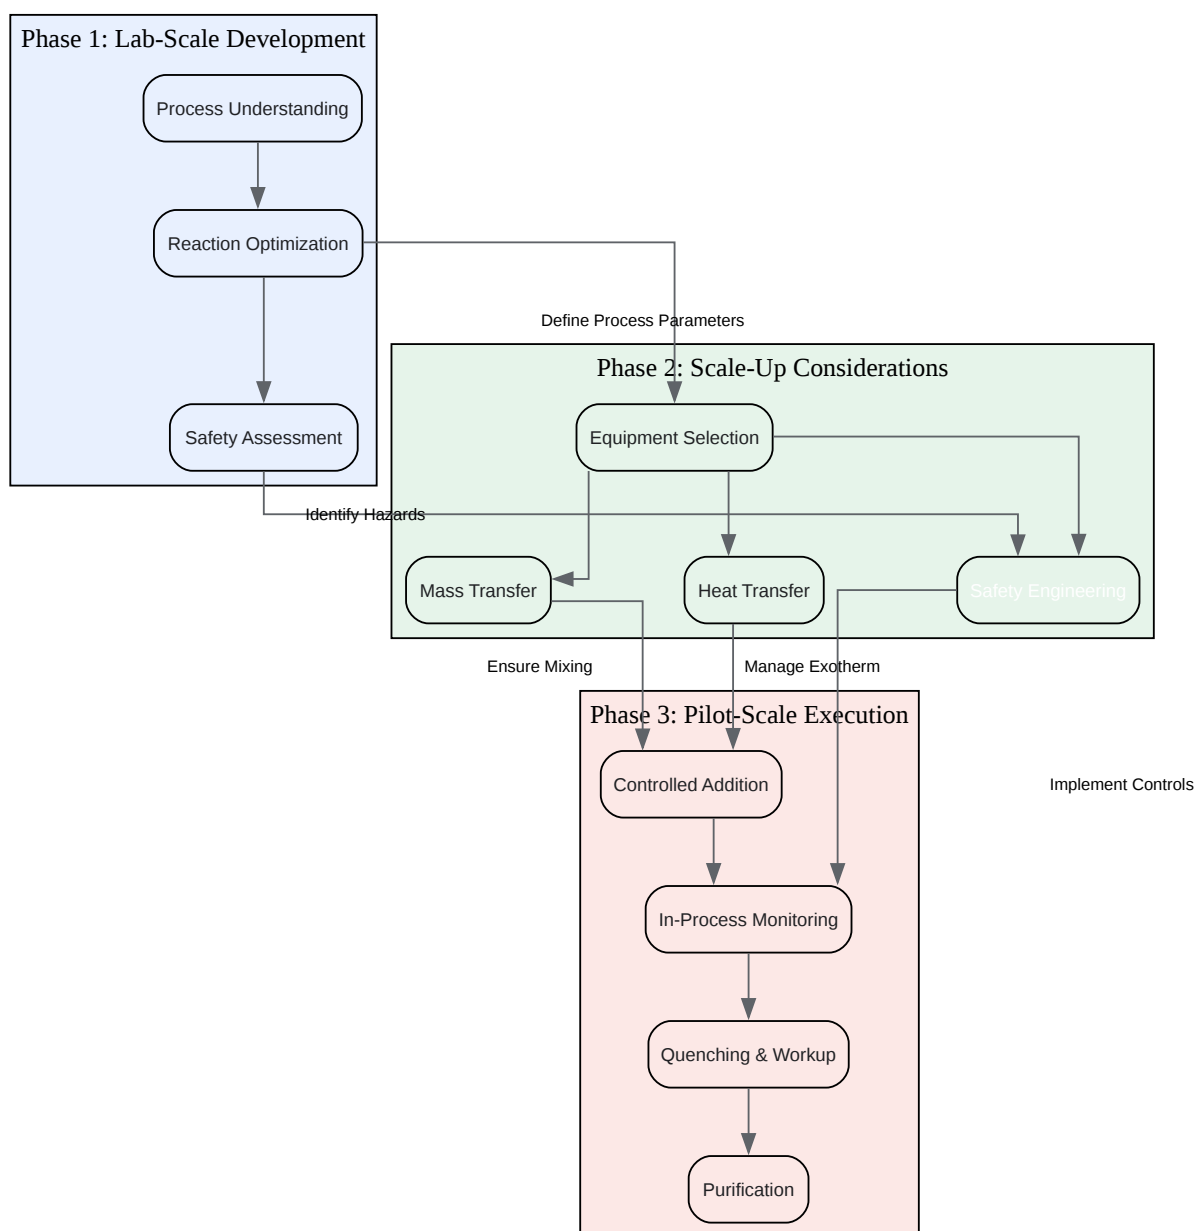 Phase 1: Lab-Scale Development
Process Understanding
Reaction Optimization
Safety Assessment
Define Process Parameters
Identify Hazards
Phase 2: Scale-Up Considerations
Equipment Selection
Mass Transfer
Heat Transfer
Safety Engineering
Ensure Mixing
Manage Exotherm
Implement Controls
Phase 3: Pilot-Scale Execution
Controlled Addition
In-Process Monitoring
Quenching & Workup
Purification